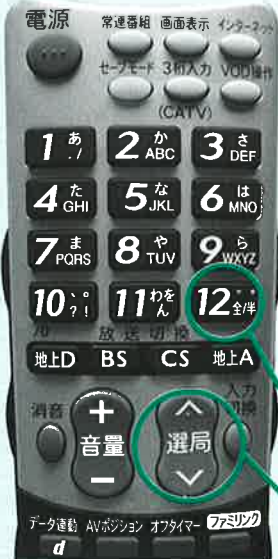 電源 常連番組 画面表示 インターネット
セーブモード 3桁入力 VOD操作
(CATV)
1 あ ./ 2 か ABC 3 さ DEF
4 た GHI 5 な JKL 6 は MNO
7 ま PQRS 8 や TUV 9 ら WXYZ
10 、。?! 11 わをん 12 全/半
放送切換
地上D BS CS 地上A
消音 + 音量 − 選局 入力切換
データ連動 AVポジション オフタイマー ファミリンク
d